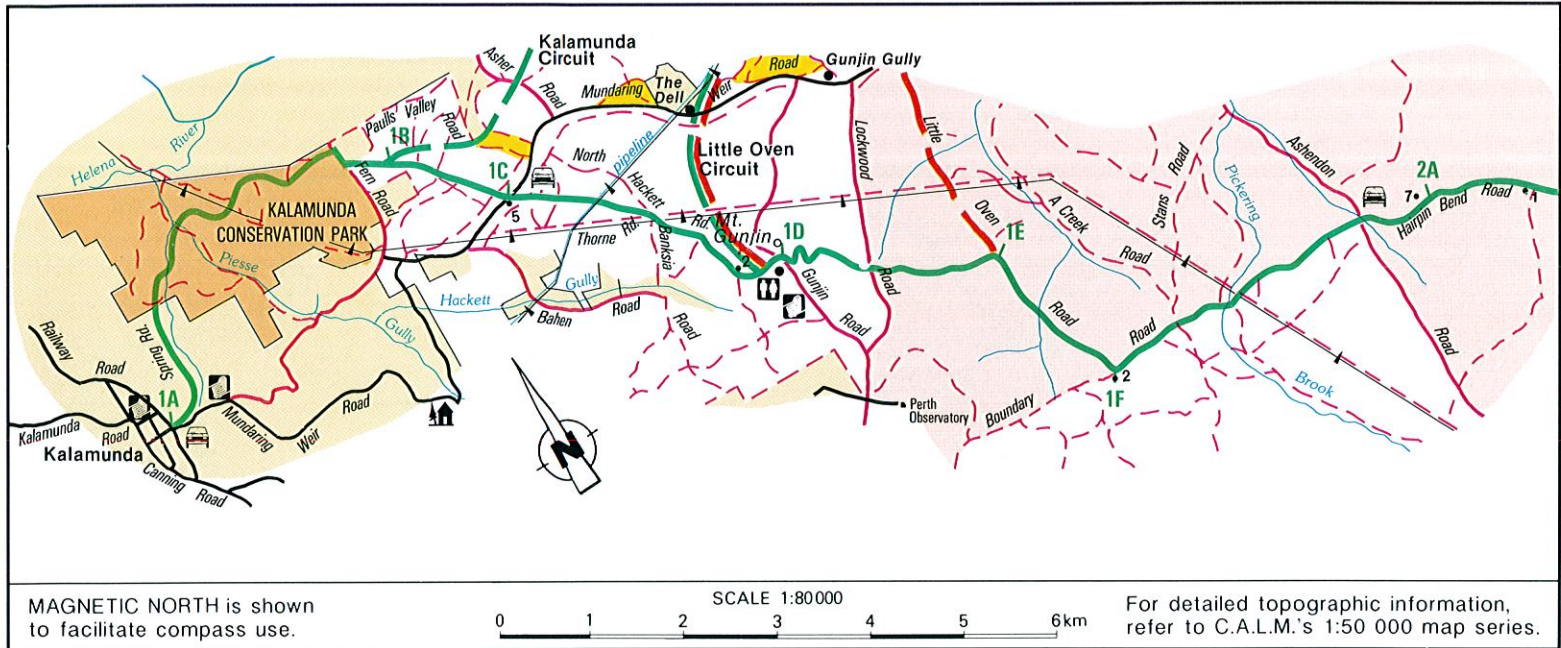 Kalamunda
Circuit
Asher
Road
Mundaring
The
Dell
Weir
Road
Gunjin Gully
Paulls Valley
Road
1B
Helena
River
1C
North
pipeline
Little Oven
Circuit
Lockwood
Road
Little
Oven
Road
Stans Road
Pickering
Brook
Ashendon
Road
2A
7
Hairpin Bend Road
KALAMUNDA
CONSERVATION PARK
Fern Road
5
Hackett
Rd.
Thorne Rd.
Mt.
Gunjin
1D
A Creek
Road
1E
Piesse
Gully
Hackett
Gully
Bahen Road
Banksia
Road
2
Gunjin
Road
Railway
Road
Spring Rd.
1A
Mundaring
Weir
Road
Kalamunda
Road
Kalamunda
Canning
Road
N
Perth
Observatory
Boundary
Road
2
1F
MAGNETIC NORTH is shown
to facilitate compass use.
SCALE 1:80000
0 1 2 3 4 5 6km
For detailed topographic information,
refer to C.A.L.M.'s 1:50 000 map series.